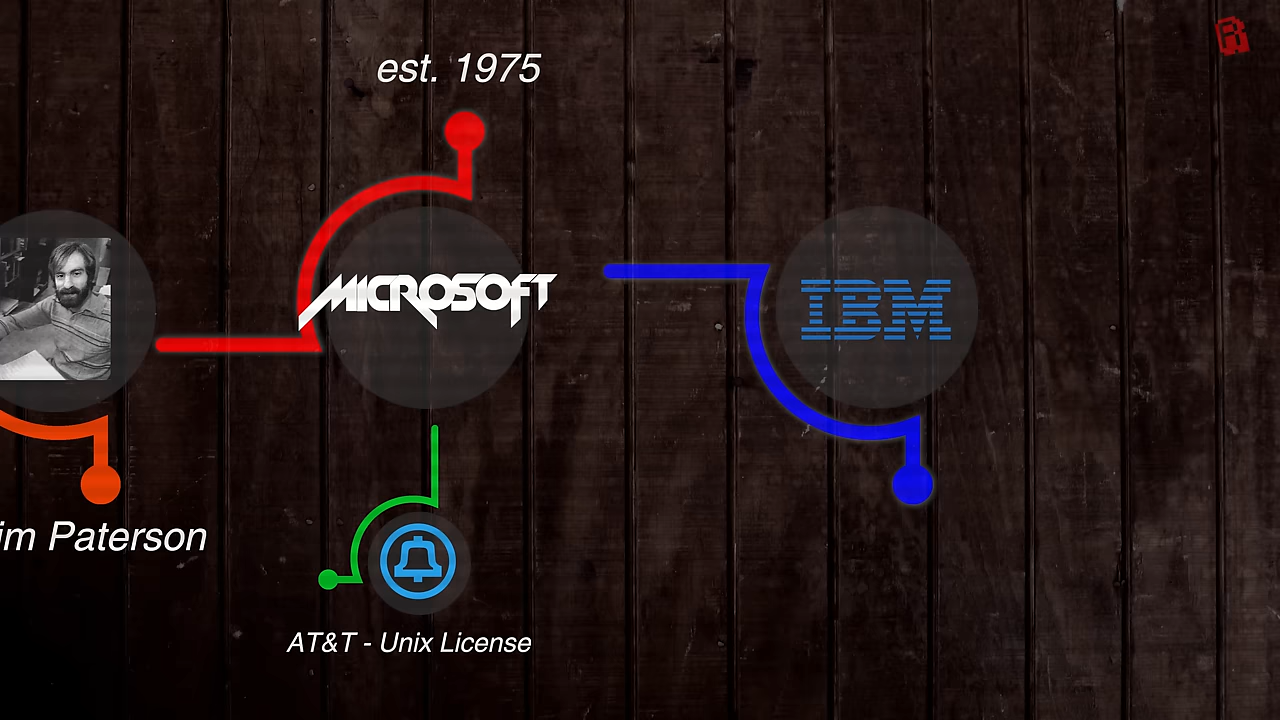 est. 1975
MICROSOFT
IBM
im Paterson
AT&T - Unix License